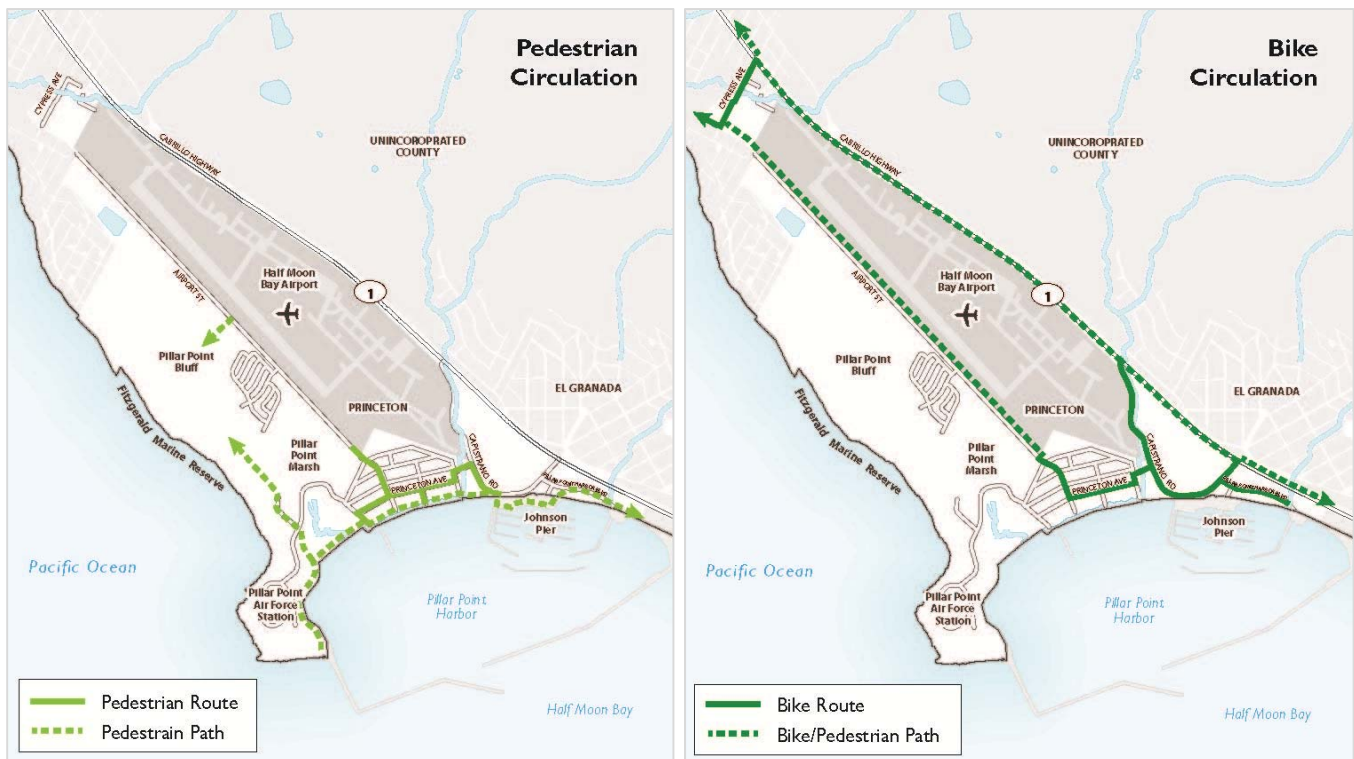 Pedestrian
Circulation
CYPRESS AVE
CABRILLO HIGHWAY
UNINCOROPRATED
COUNTY
1
Half Moon
Bay Airport
AIRPORT ST
Pillar Point
Bluff
EL GRANADA
PRINCETON
Fitzgerald Marine Reserve
Pillar
Point
Marsh
CAPISTRANO RD
PRINCETON AVE
Johnson
Pier
Pacific Ocean
Pillar Point
Air Force
Station
Pillar Point
Harbor
Half Moon Bay
Pedestrian Route
Pedestrain Path
Bike
Circulation
CYPRESS AVE
CABRILLO HIGHWAY
UNINCOROPRATED
COUNTY
1
Half Moon
Bay Airport
AIRPORT ST
Pillar Point
Bluff
EL GRANADA
PRINCETON
Fitzgerald Marine Reserve
Pillar
Point
Marsh
CAPISTRANO RD
PRINCETON AVE
Johnson
Pier
Pacific Ocean
Pillar Point
Air Force
Station
Pillar Point
Harbor
Half Moon Bay
Bike Route
Bike/Pedestrian Path